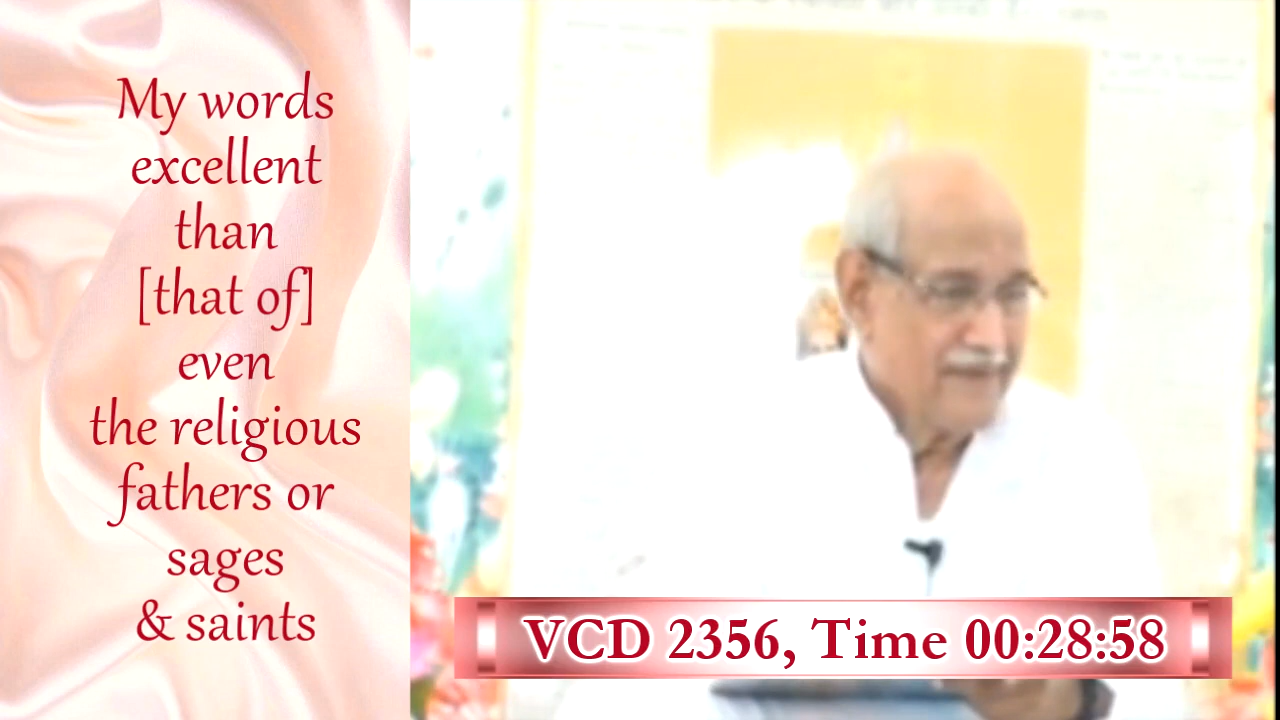 My words
excellent
than
[that of]
even
the religious
fathers or
sages
& saints
VCD 2356, Time 00:28:58